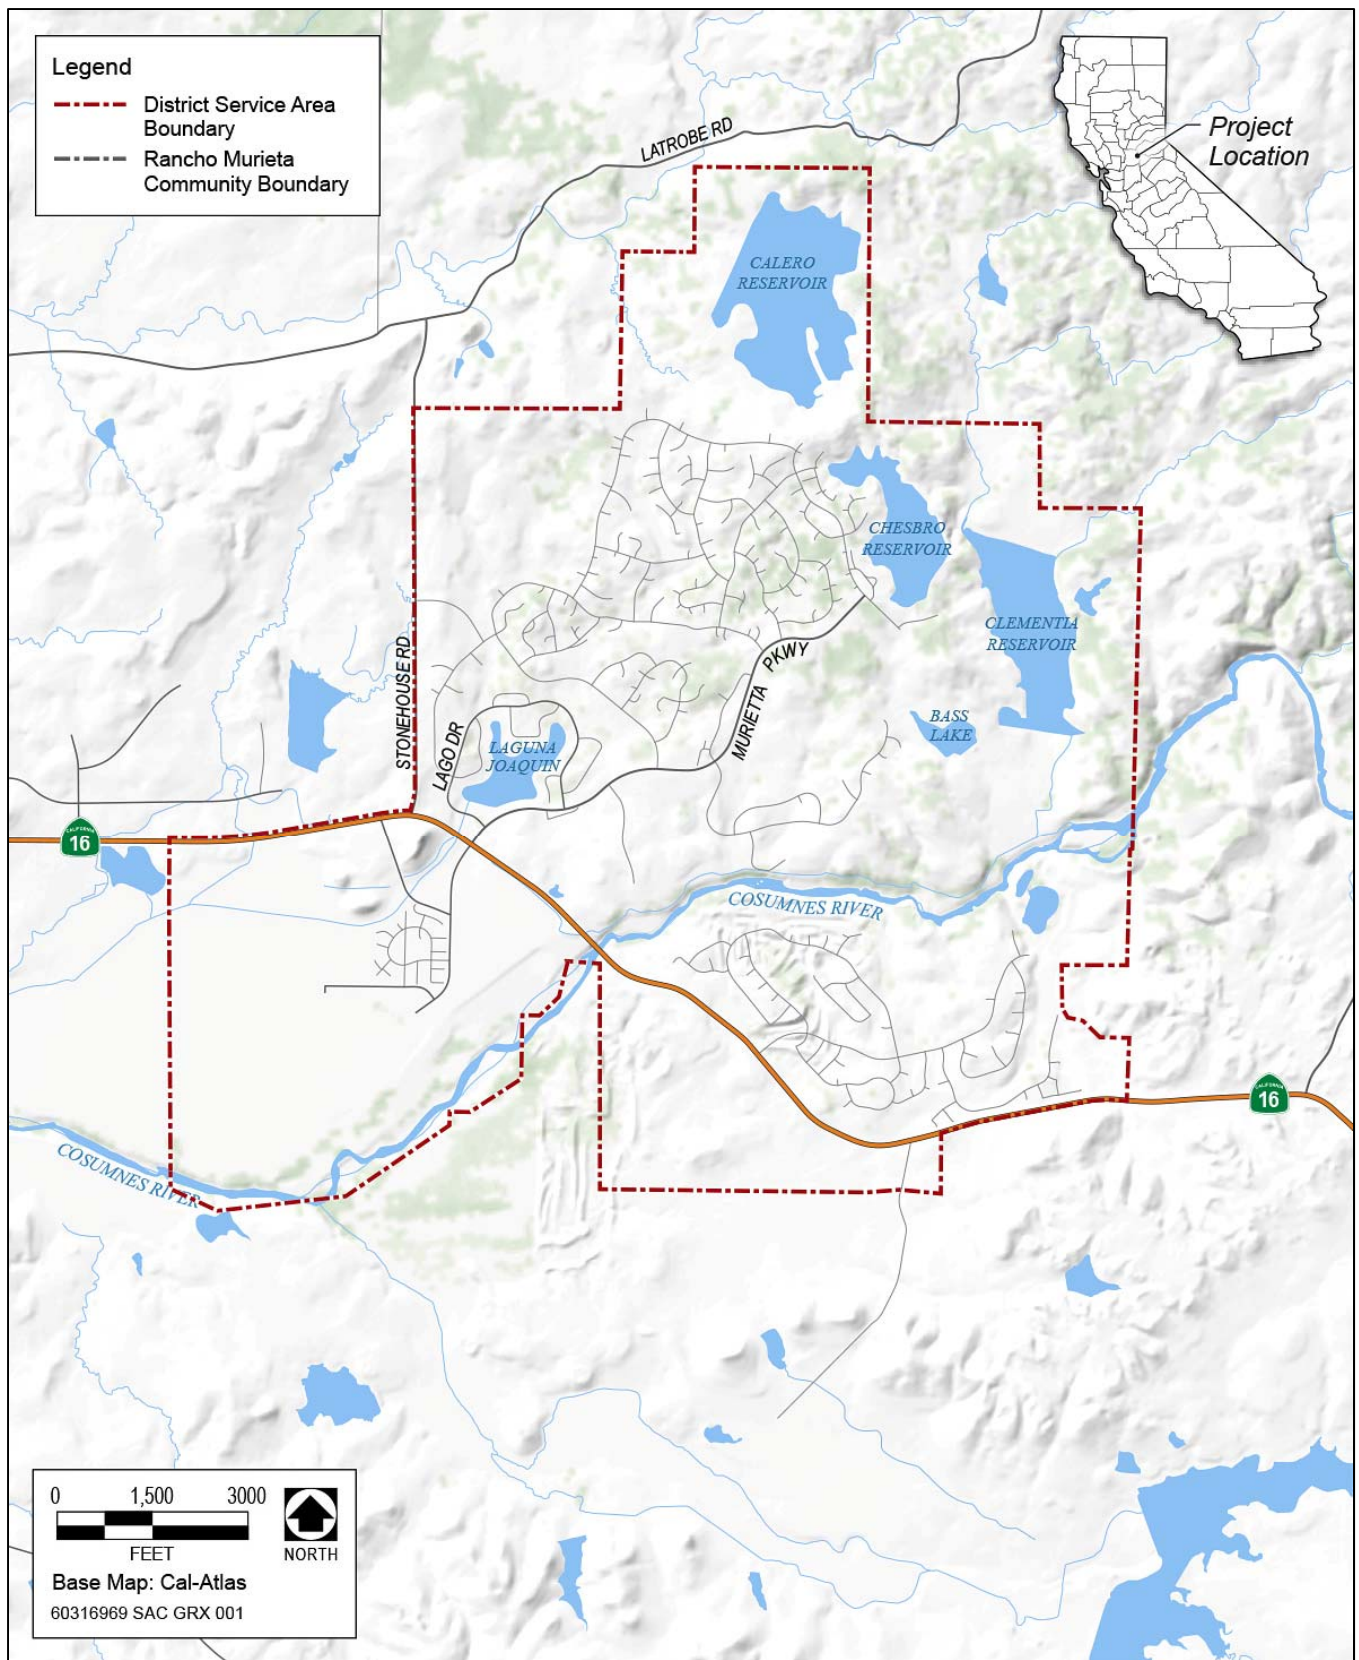 Legend
District Service Area
Boundary
Rancho Murieta
Community Boundary
LATROBE RD
Project
Location
CALERO
RESERVOIR
CHESBRO
RESERVOIR
CLEMENTIA
RESERVOIR
STONEHOUSE RD
MURIETTA PKWY
LAGO DR
LAGUNA
JOAQUIN
BASS
LAKE
CALIFORNIA
16
COSUMNES RIVER
CALIFORNIA
16
COSUMNES RIVER
0 1,500 3000
FEET
NORTH
Base Map: Cal-Atlas
60316969 SAC GRX 001